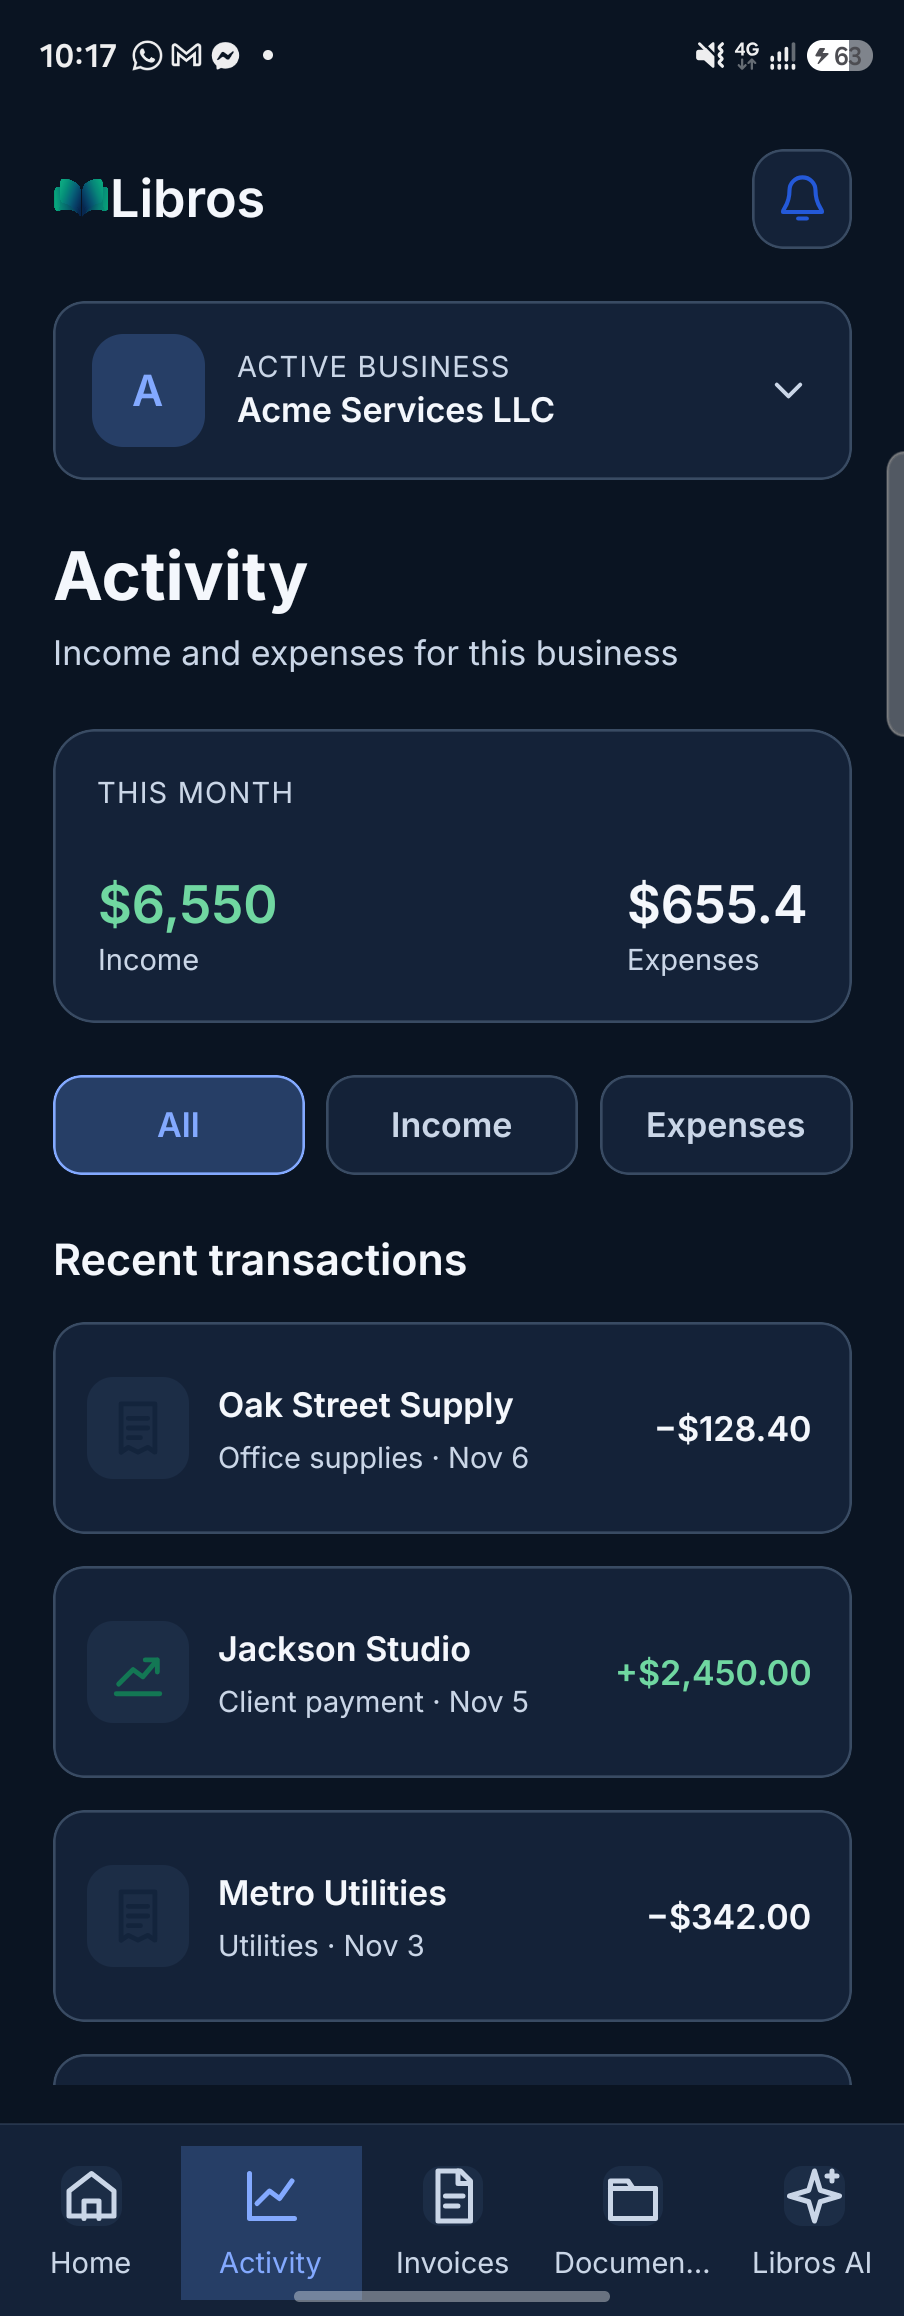 10:17
4G
63
Libros
A
ACTIVE BUSINESS
Acme Services LLC
Activity
Income and expenses for this business
THIS MONTH
$6,550
Income
$655.4
Expenses
All
Income
Expenses
Recent transactions
Oak Street Supply
Office supplies · Nov 6
−$128.40
Jackson Studio
Client payment · Nov 5
+$2,450.00
Metro Utilities
Utilities · Nov 3
−$342.00
Home
Activity
Invoices
Documen...
Libros AI